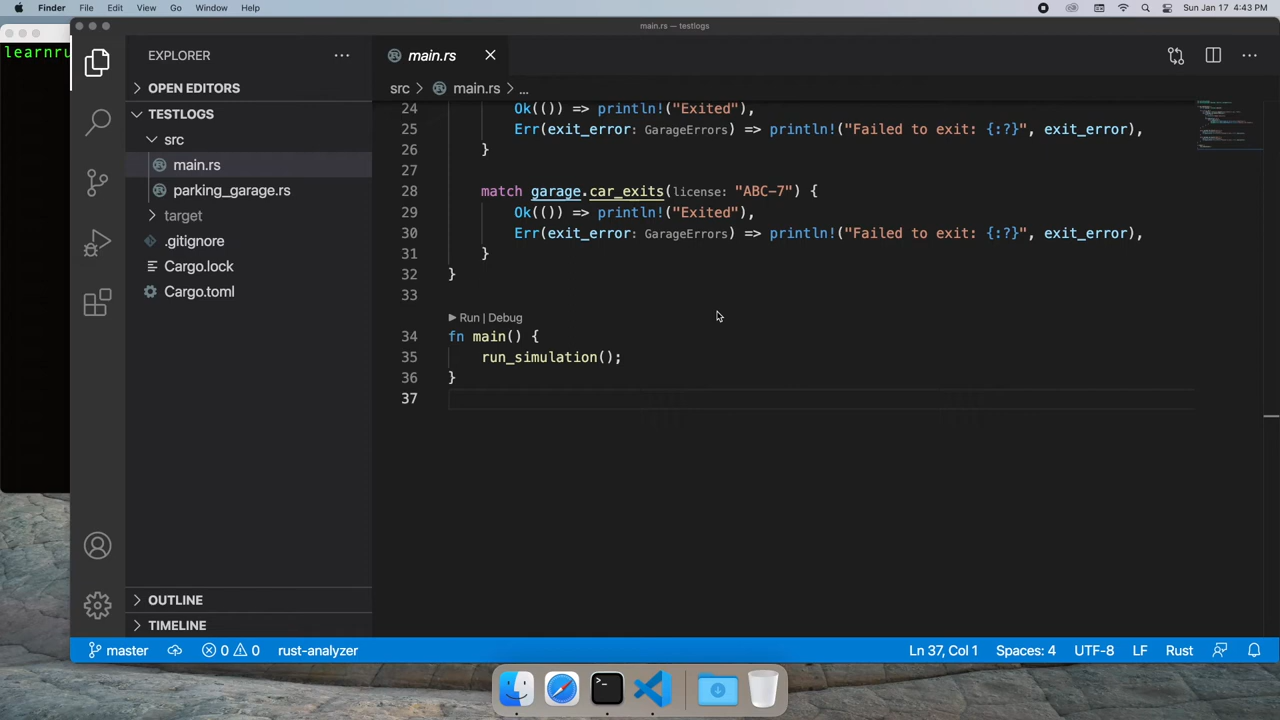 Finder File Edit View Go Window Help Sun Jan 17 4:43 PM
main.rs — testlogs
learnru
EXPLORER
main.rs
OPEN EDITORS
src > main.rs > ...
TESTLOGS
src
main.rs
parking_garage.rs
target
.gitignore
Cargo.lock
Cargo.toml
24 Ok(()) => println!("Exited"),
25 Err(exit_error: GarageErrors) => println!("Failed to exit: {:?}", exit_error),
26 }
27
28 match garage.car_exits(license: "ABC-7") {
29 Ok(()) => println!("Exited"),
30 Err(exit_error: GarageErrors) => println!("Failed to exit: {:?}", exit_error),
31 }
32 }
33
Run | Debug
34 fn main() {
35 run_simulation();
36 }
37
OUTLINE
TIMELINE
master 0 0 rust-analyzer Ln 37, Col 1 Spaces: 4 UTF-8 LF Rust